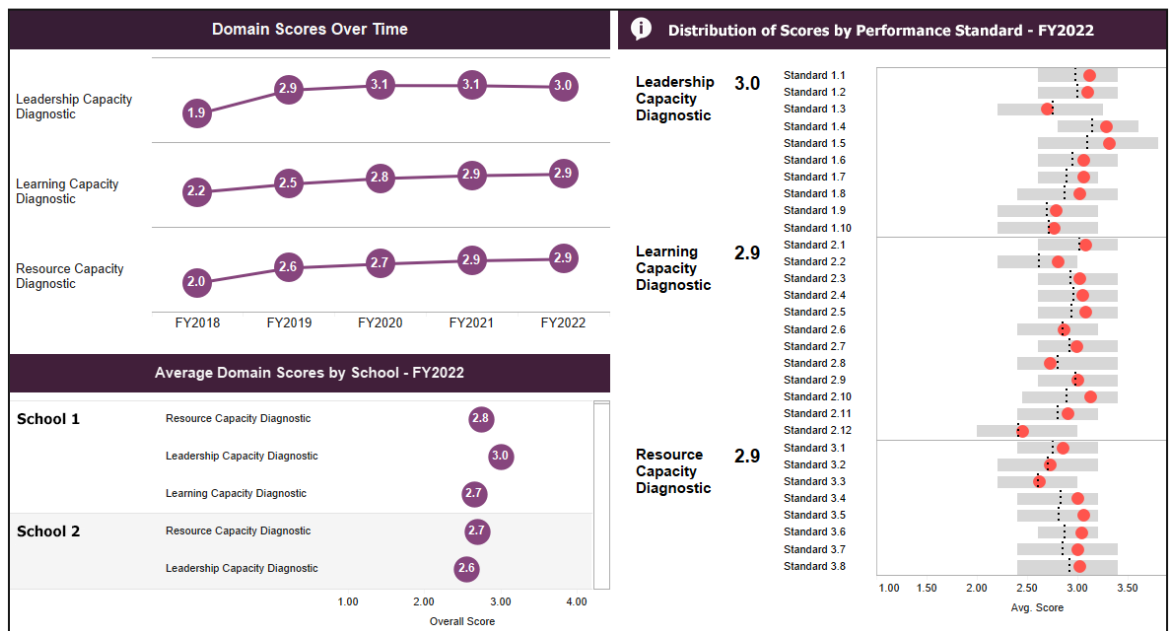 Domain Scores Over Time
Leadership Capacity
Diagnostic
1.9
2.9
3.1
3.1
3.0
Learning Capacity
Diagnostic
2.2
2.5
2.8
2.9
2.9
Resource Capacity
Diagnostic
2.0
2.6
2.7
2.9
2.9
FY2018
FY2019
FY2020
FY2021
FY2022
Average Domain Scores by School - FY2022
School 1
Resource Capacity Diagnostic
2.8
Leadership Capacity Diagnostic
3.0
Learning Capacity Diagnostic
2.7
School 2
Resource Capacity Diagnostic
2.7
Leadership Capacity Diagnostic
2.6
1.00
2.00
3.00
4.00
Overall Score
i
Distribution of Scores by Performance Standard - FY2022
Leadership
Capacity
Diagnostic
3.0
Standard 1.1
Standard 1.2
Standard 1.3
Standard 1.4
Standard 1.5
Standard 1.6
Standard 1.7
Standard 1.8
Standard 1.9
Standard 1.10
Learning
Capacity
Diagnostic
2.9
Standard 2.1
Standard 2.2
Standard 2.3
Standard 2.4
Standard 2.5
Standard 2.6
Standard 2.7
Standard 2.8
Standard 2.9
Standard 2.10
Standard 2.11
Standard 2.12
Resource
Capacity
Diagnostic
2.9
Standard 3.1
Standard 3.2
Standard 3.3
Standard 3.4
Standard 3.5
Standard 3.6
Standard 3.7
Standard 3.8
1.00
1.50
2.00
3.00
3.50
Avg. Score